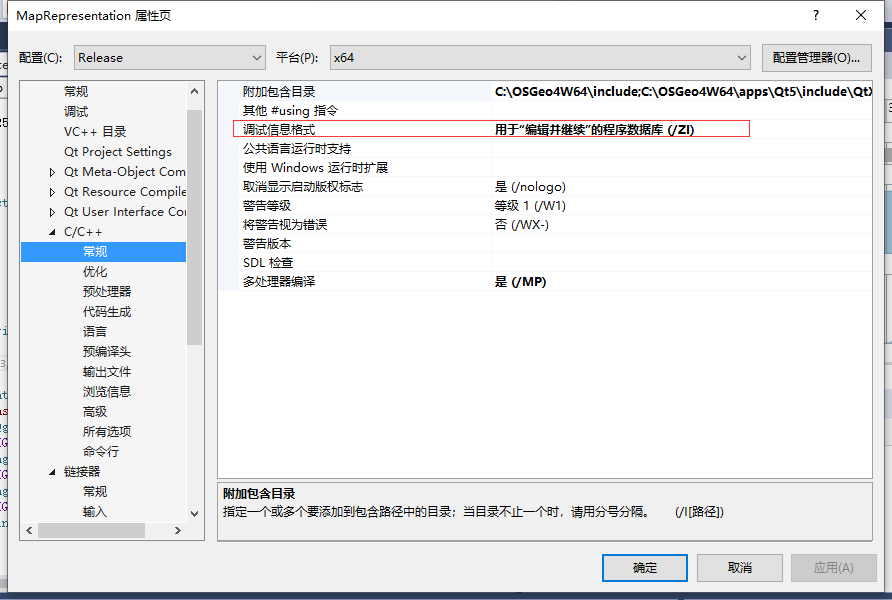 MapRepresentation 属性页
配置(C):
Release
平台(P):
x64
配置管理器(O)...
常规
调试
VC++ 目录
Qt Project Settings
Qt Meta-Object Com
Qt Resource Compile
Qt User Interface Co
C/C++
常规
优化
预处理器
代码生成
语言
预编译头
输出文件
浏览信息
高级
所有选项
命令行
链接器
常规
输入
附加包含目录 C:\OSGeo4W64\include;C:\OSGeo4W64\apps\Qt5\include\QtX
其他 #using 指令
调试信息格式 用于“编辑并继续”的程序数据库 (/ZI)
公共语言运行时支持
使用 Windows 运行时扩展
取消显示启动版权标志 是 (/nologo)
警告等级 等级 1 (/W1)
将警告视为错误 否 (/WX-)
警告版本
SDL 检查
多处理器编译 是 (/MP)
附加包含目录
指定一个或多个要添加到包含路径中的目录；当目录不止一个时，请用分号分隔。 (/I[路径])
确定
取消
应用(A)